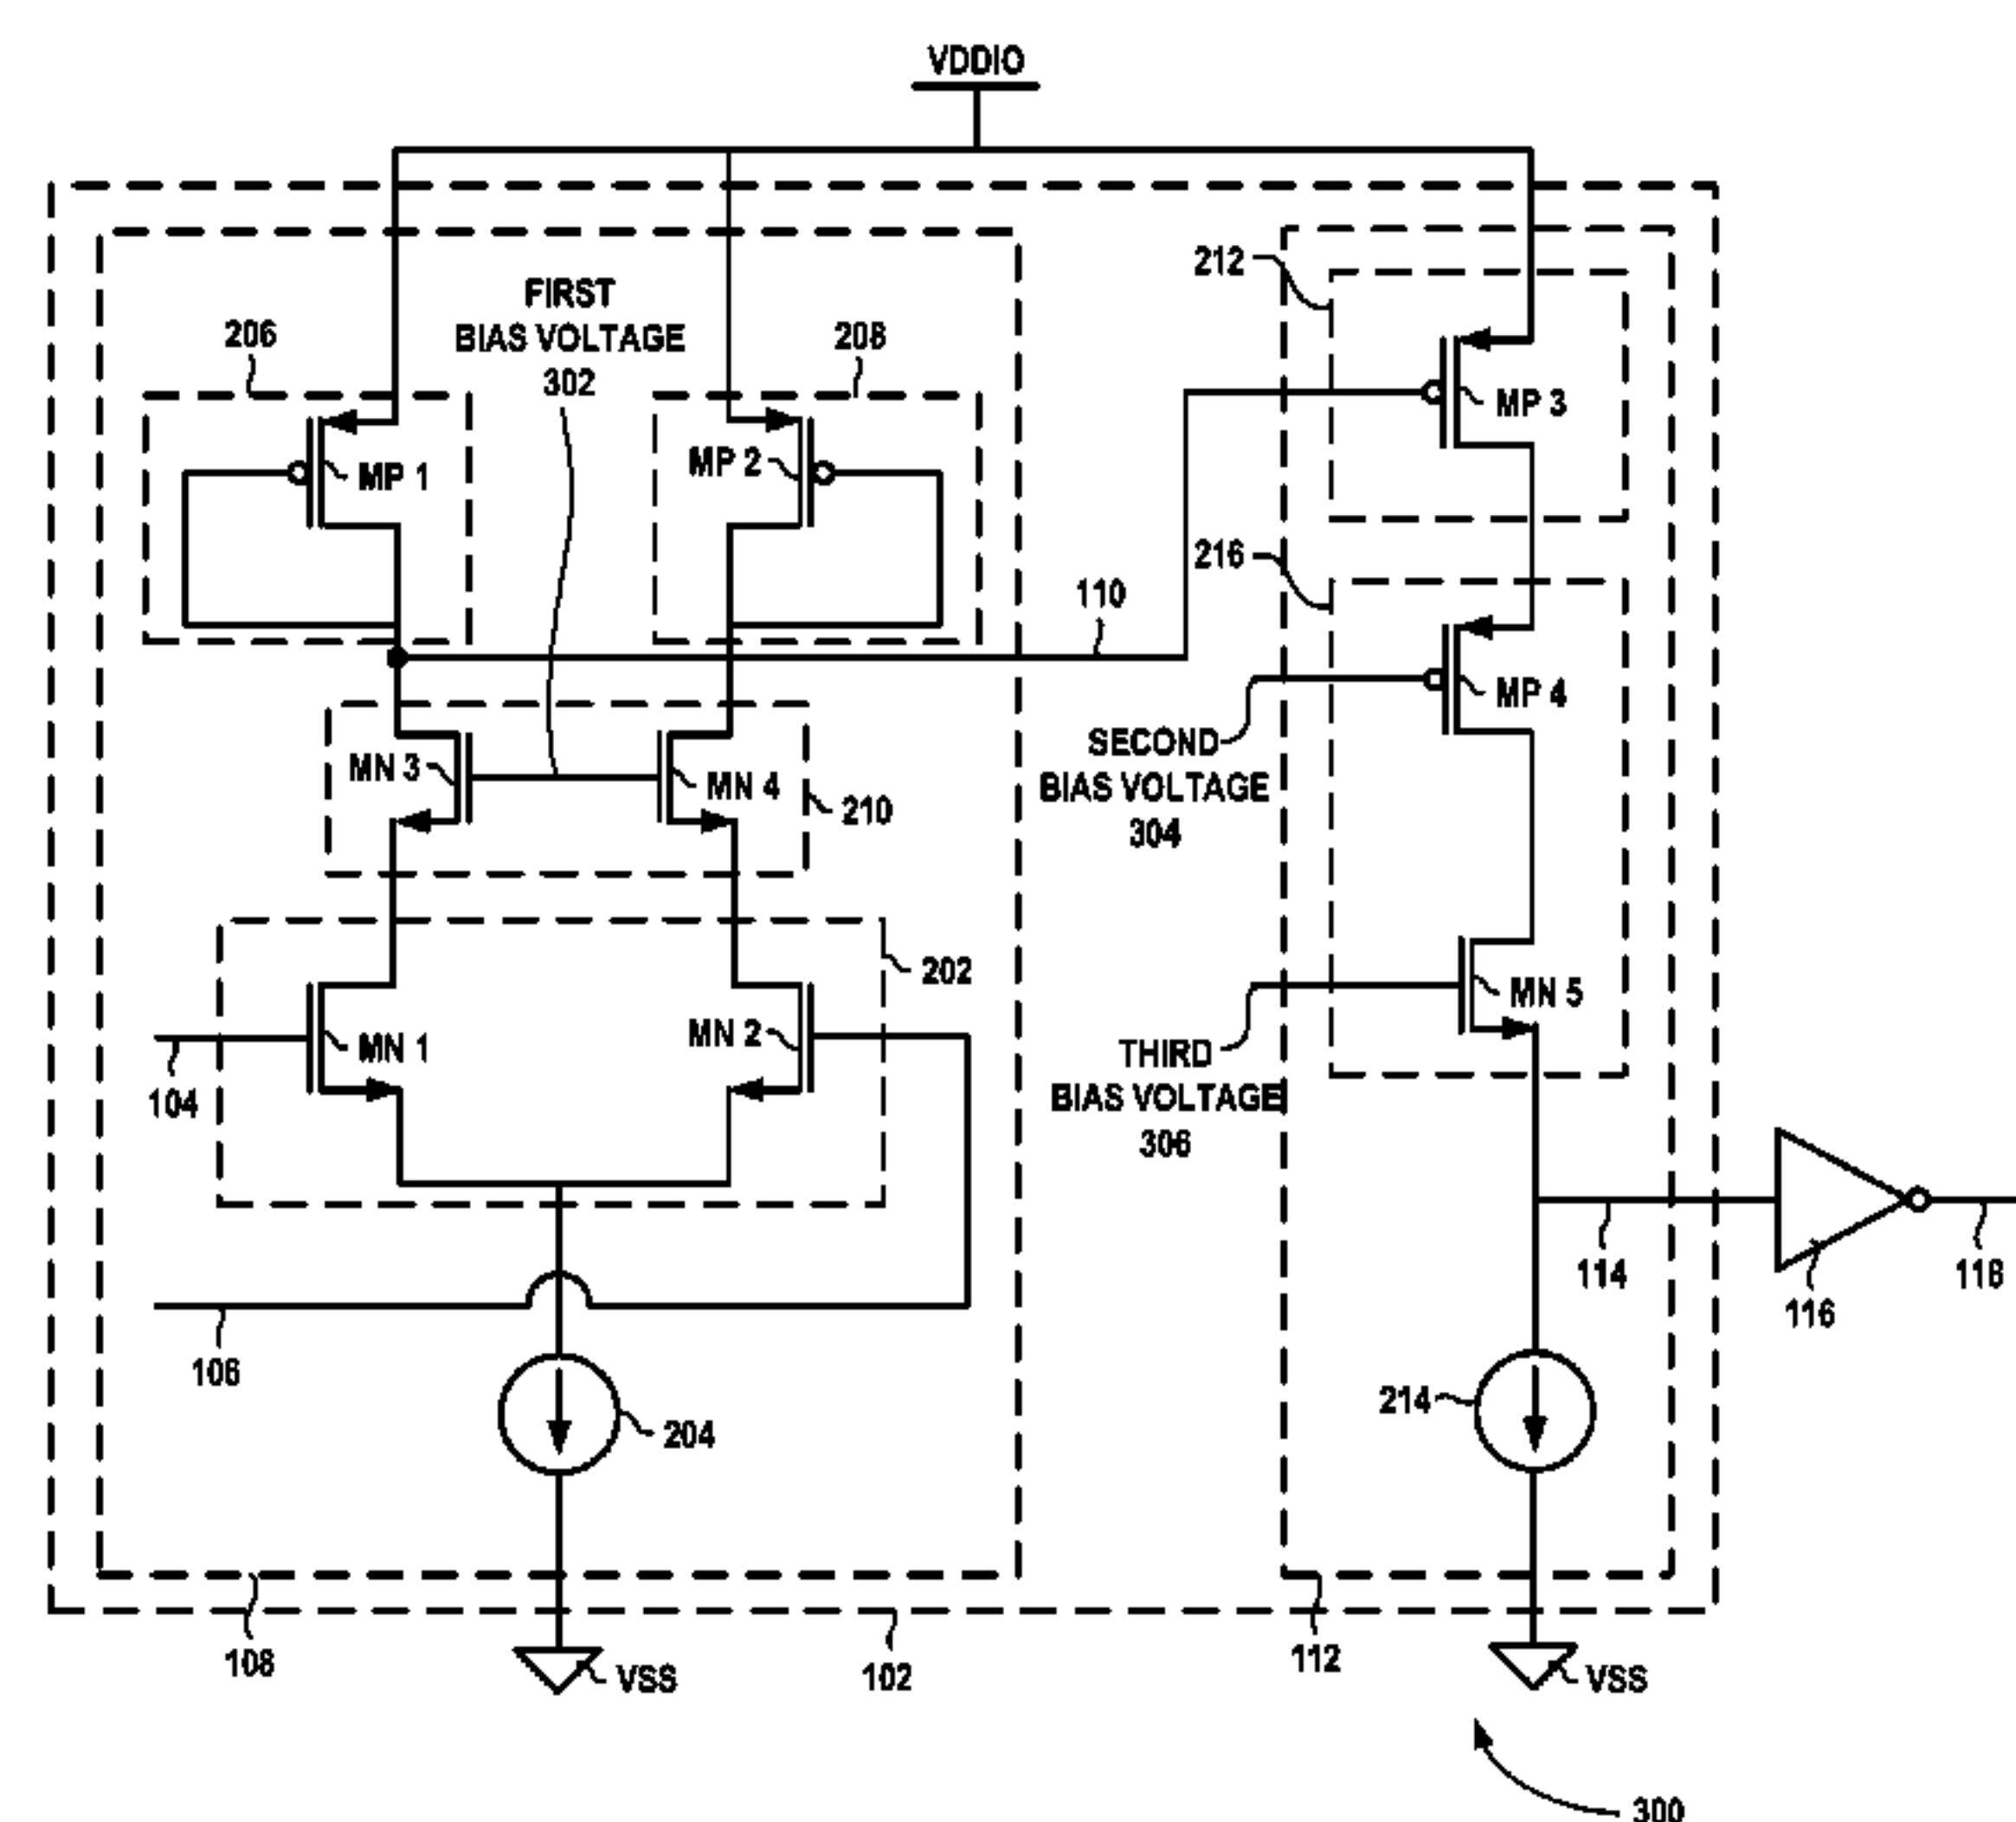 VDDIO
212
FIRST
BIAS VOLTAGE
302
206
208
MP 1
MP 2
MP 3
216
110
MP 4
SECOND
BIAS VOLTAGE
304
MN 3
MN 4
210
202
MN 5
MN 1
MN 2
104
THIRD
BIAS VOLTAGE
306
114
116
118
106
204
214
108
VSS
102
112
VSS
300